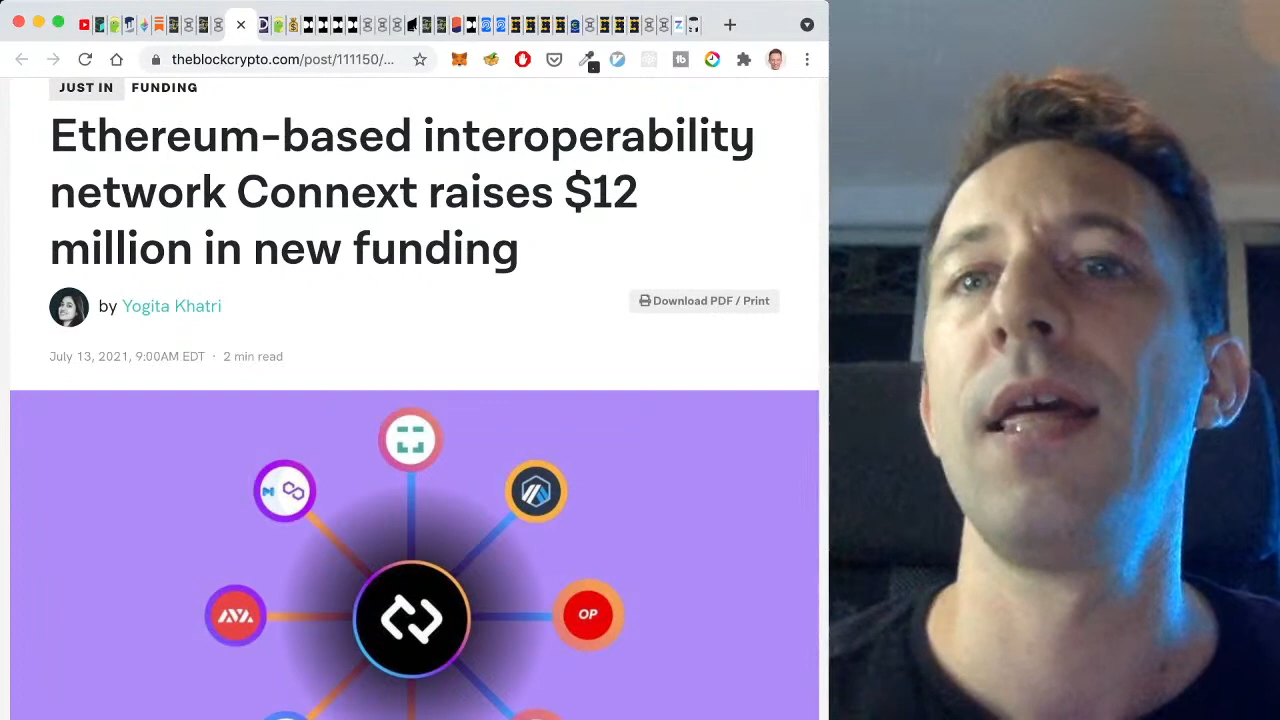 theblockcrypto.com/post/111150/...
JUST IN FUNDING
Ethereum-based interoperability
network Connext raises $12
million in new funding
by Yogita Khatri
Download PDF / Print
July 13, 2021, 9:00AM EDT · 2 min read
OP